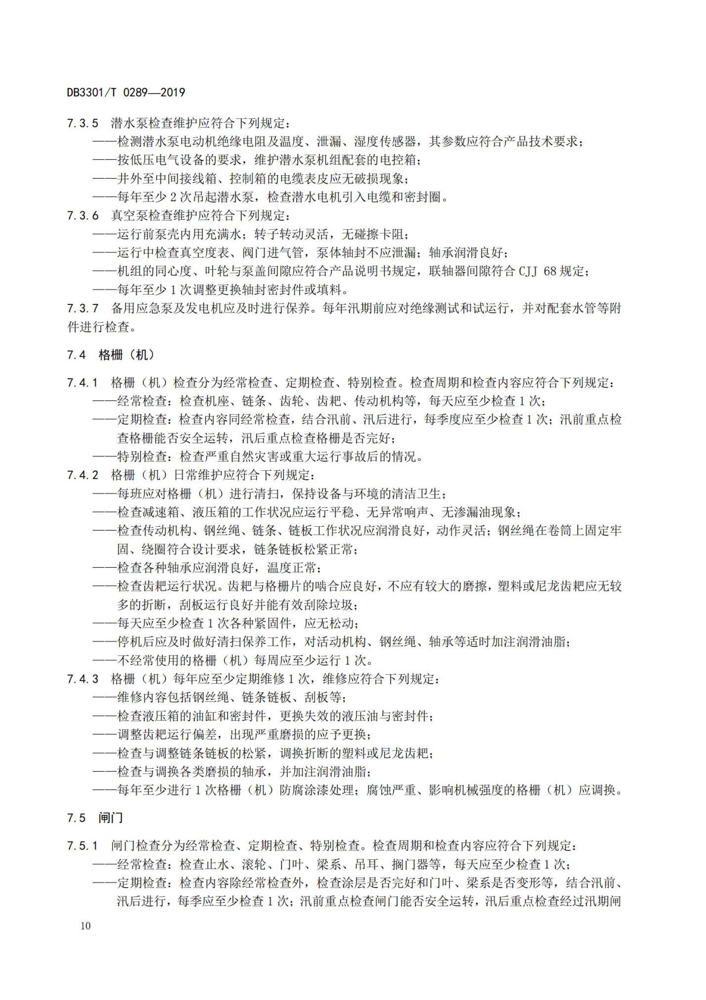 DB3301/T 0289—2019
7.3.5 潜水泵检查维护应符合下列规定：
——检测潜水泵电动机绝缘电阻及温度、泄漏、湿度传感器，其参数应符合产品技术要求；
——按低压电气设备的要求，维护潜水泵机组配套的电控箱；
——井外至中间接线箱、控制箱的电缆表皮应无破损现象；
——每年至少 2 次吊起潜水泵，检查潜水电机引入电缆和密封圈。
7.3.6 真空泵检查维护应符合下列规定：
——运行前泵壳内用充满水；转子转动灵活，无碰擦卡阻；
——运行中检查真空度表、阀门进气管，泵体轴封不应泄漏；轴承润滑良好；
——机组的同心度、叶轮与泵盖间隙应符合产品说明书规定，联轴器间隙符合 CJJ 68 规定；
——每年至少 1 次调整更换轴封密封件或填料。
7.3.7 备用应急泵及发电机应及时进行保养。每年汛期前应对绝缘测试和试运行，并对配套水管等附
件进行检查。
7.4 格栅（机）
7.4.1 格栅（机）检查分为经常检查、定期检查、特别检查。检查周期和检查内容应符合下列规定：
——经常检查：检查机座、链条、齿轮、齿耙、传动机构等，每天应至少检查 1 次；
——定期检查：检查内容同经常检查，结合汛前、汛后进行，每季度应至少检查 1 次；汛前重点检
查格栅能否安全运转，汛后重点检查格栅是否完好；
——特别检查：检查严重自然灾害或重大运行事故后的情况。
7.4.2 格栅（机）日常维护应符合下列规定：
——每班应对格栅（机）进行清扫，保持设备与环境的清洁卫生；
——检查减速箱、液压箱的工作状况应运行平稳、无异常响声、无渗漏油现象；
——检查传动机构、钢丝绳、链条、链板工作状况应润滑良好，动作灵活；钢丝绳在卷筒上固定牢
固、绕圈符合设计要求，链条链板松紧正常；
——检查各种轴承应润滑良好，温度正常；
——检查齿耙运行状况。齿耙与格栅片的啮合应良好，不应有较大的磨擦，塑料或尼龙齿耙应无较
多的折断，刮板运行良好并能有效刮除垃圾；
——每天应至少检查 1 次各种紧固件，应无松动；
——停机后应及时做好清扫保养工作，对活动机构、钢丝绳、轴承等适时加注润滑油脂；
——不经常使用的格栅（机）每周应至少运行 1 次。
7.4.3 格栅（机）每年应至少定期维修 1 次，维修应符合下列规定：
——维修内容包括钢丝绳、链条链板、刮板等；
——检查液压箱的油缸和密封件，更换失效的液压油与密封件；
——调整齿耙运行偏差，出现严重磨损的应予更换；
——检查与调整链条链板的松紧，调换折断的塑料或尼龙齿耙；
——检查与调换各类磨损的轴承，并加注润滑油脂；
——每年至少进行 1 次格栅（机）防腐涂漆处理；腐蚀严重、影响机械强度的格栅（机）应调换。
7.5 闸门
7.5.1 闸门检查分为经常检查、定期检查、特别检查。检查周期和检查内容应符合下列规定：
——经常检查：检查止水、滚轮、门叶、梁系、吊耳、搁门器等，每天应至少检查 1 次；
——定期检查：检查内容除经常检查外，检查涂层是否完好和门叶、梁系是否变形等，结合汛前、
汛后进行，每季应至少检查 1 次；汛前重点检查闸门能否安全运转，汛后重点检查经过汛期闸
10